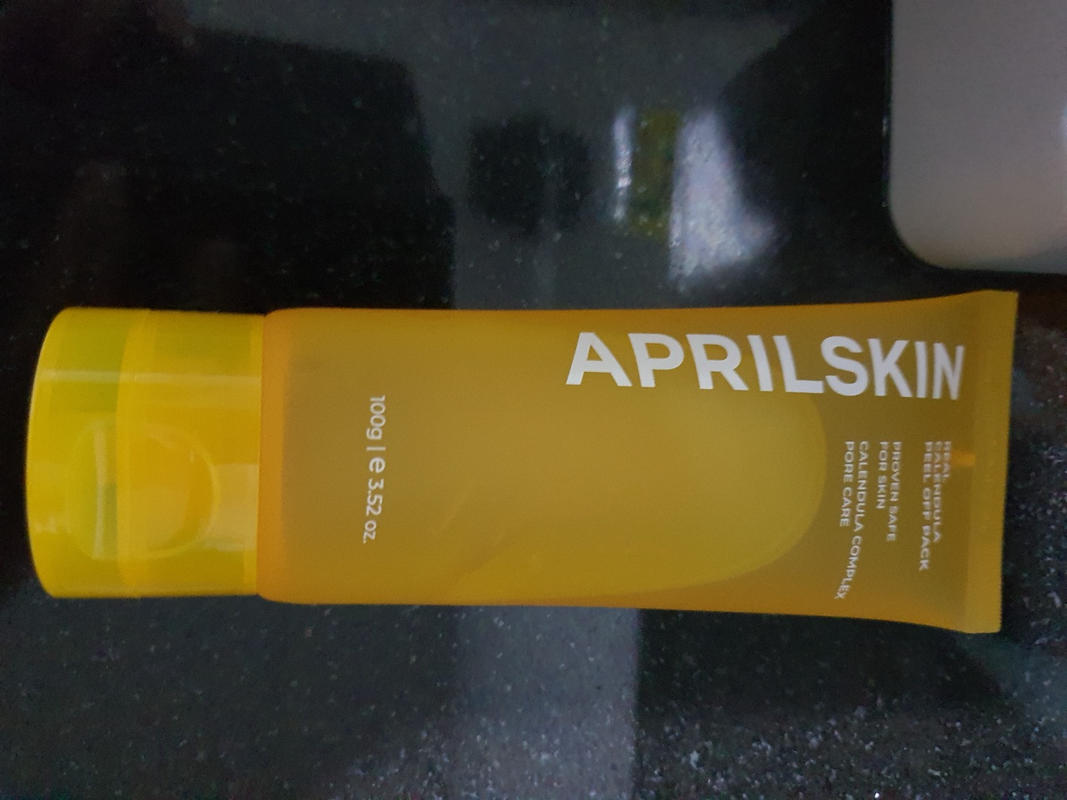 APRILSKIN
REAL
CALENDULA
PEEL OFF PACK
PROVEN SAFE
FOR SKIN
CALENDULA COMPLEX
PORE CARE
100g | e 3.52 oz.